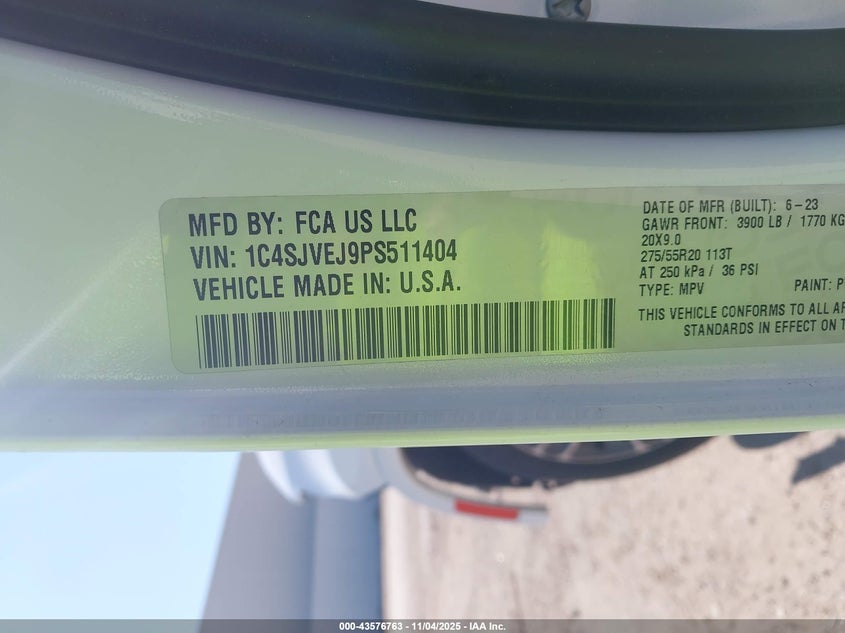 MFD BY: FCA US LLC
VIN: 1C4SJVEJ9PS511404
VEHICLE MADE IN: U.S.A.
DATE OF MFR (BUILT): 6-23
GAWR FRONT: 3900 LB / 1770 KG
20X9.0
275/55R20 113T
AT 250 kPa / 36 PSI
TYPE: MPV PAINT: P
THIS VEHICLE CONFORMS TO ALL AP
STANDARDS IN EFFECT ON T
000-43576763 - 11/04/2025 - IAA Inc.